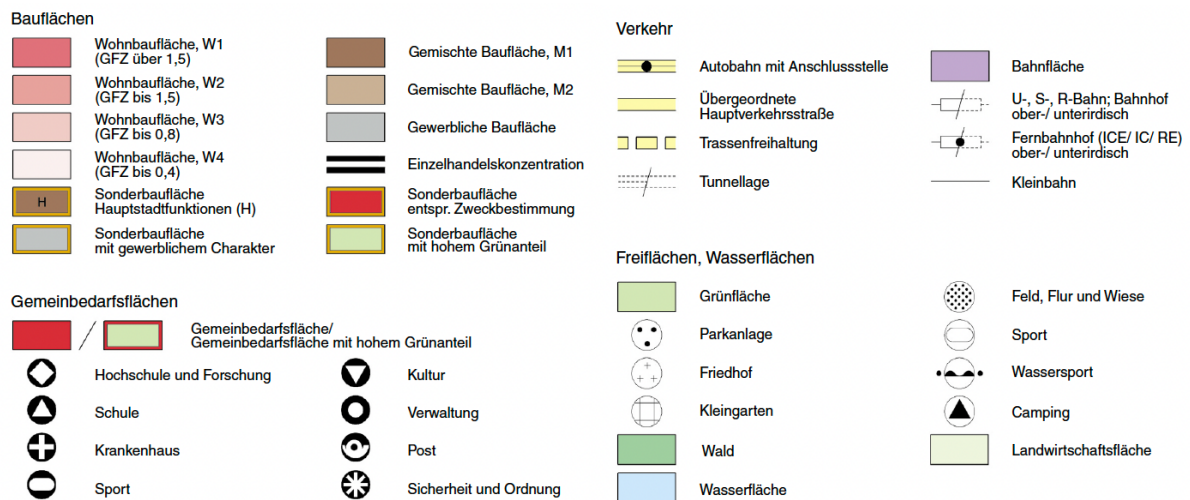 Bauflächen
Wohnbaufläche, W1
(GFZ über 1,5)
Wohnbaufläche, W2
(GFZ bis 1,5)
Wohnbaufläche, W3
(GFZ bis 0,8)
Wohnbaufläche, W4
(GFZ bis 0,4)
H
Sonderbaufläche
Hauptstadtfunktionen (H)
Sonderbaufläche
mit gewerblichem Charakter
Gemischte Baufläche, M1
Gemischte Baufläche, M2
Gewerbliche Baufläche
Einzelhandelskonzentration
Sonderbaufläche
entspr. Zweckbestimmung
Sonderbaufläche
mit hohem Grünanteil
Gemeinbedarfsflächen
Gemeinbedarfsfläche/
Gemeinbedarfsfläche mit hohem Grünanteil
Hochschule und Forschung
Schule
Krankenhaus
Sport
Kultur
Verwaltung
Post
Sicherheit und Ordnung
Verkehr
Autobahn mit Anschlussstelle
Übergeordnete
Hauptverkehrsstraße
Trassenfreihaltung
Tunnellage
Bahnfläche
U-, S-, R-Bahn; Bahnhof
ober-/ unterirdisch
Fernbahnhof (ICE/ IC/ RE)
ober-/ unterirdisch
Kleinbahn
Freiflächen, Wasserflächen
Grünfläche
Parkanlage
Friedhof
Kleingarten
Wald
Wasserfläche
Feld, Flur und Wiese
Sport
Wassersport
Camping
Landwirtschaftsfläche